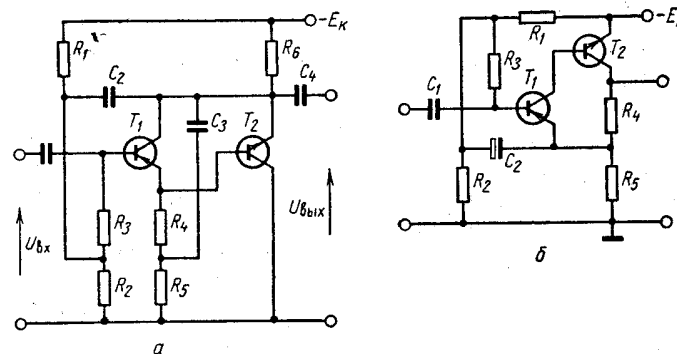 -Eк
R₁
C₂
R₆
C₄
T₁
C₃
T₂
R₃
R₄
Uвх
Uвых
R₂
R₅
а
R₁
T₂
R₃
T₁
C₁
R₄
C₂
R₂
R₅
б